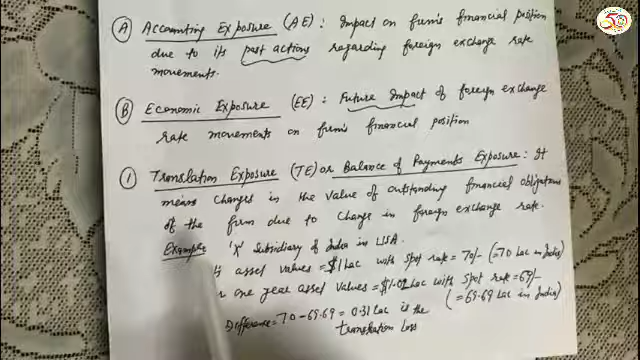 (A) Accounting Exposure (AE): Impact on firm's financial position
due to its past actions regarding foreign exchange rate
movements.
(B) Economic Exposure (EE): Future Impact of foreign exchange
rate movements on firm's financial position
(1) Translation Exposure (TE) or Balance of Payments Exposure: It
means changes in the value of outstanding financial obligations
of the firm due to change in foreign exchange rate.
Example 'X' Subsidiary of India in USA.
asset values = $1 Lac with spot rate = 70/- (= 70 Lac in India)
one year asset values = $1.01 Lac with spot rate = 69/-
(= 69.69 Lac in India)
Difference = 70 - 69.69 = 0.31 Lac is the
translation loss